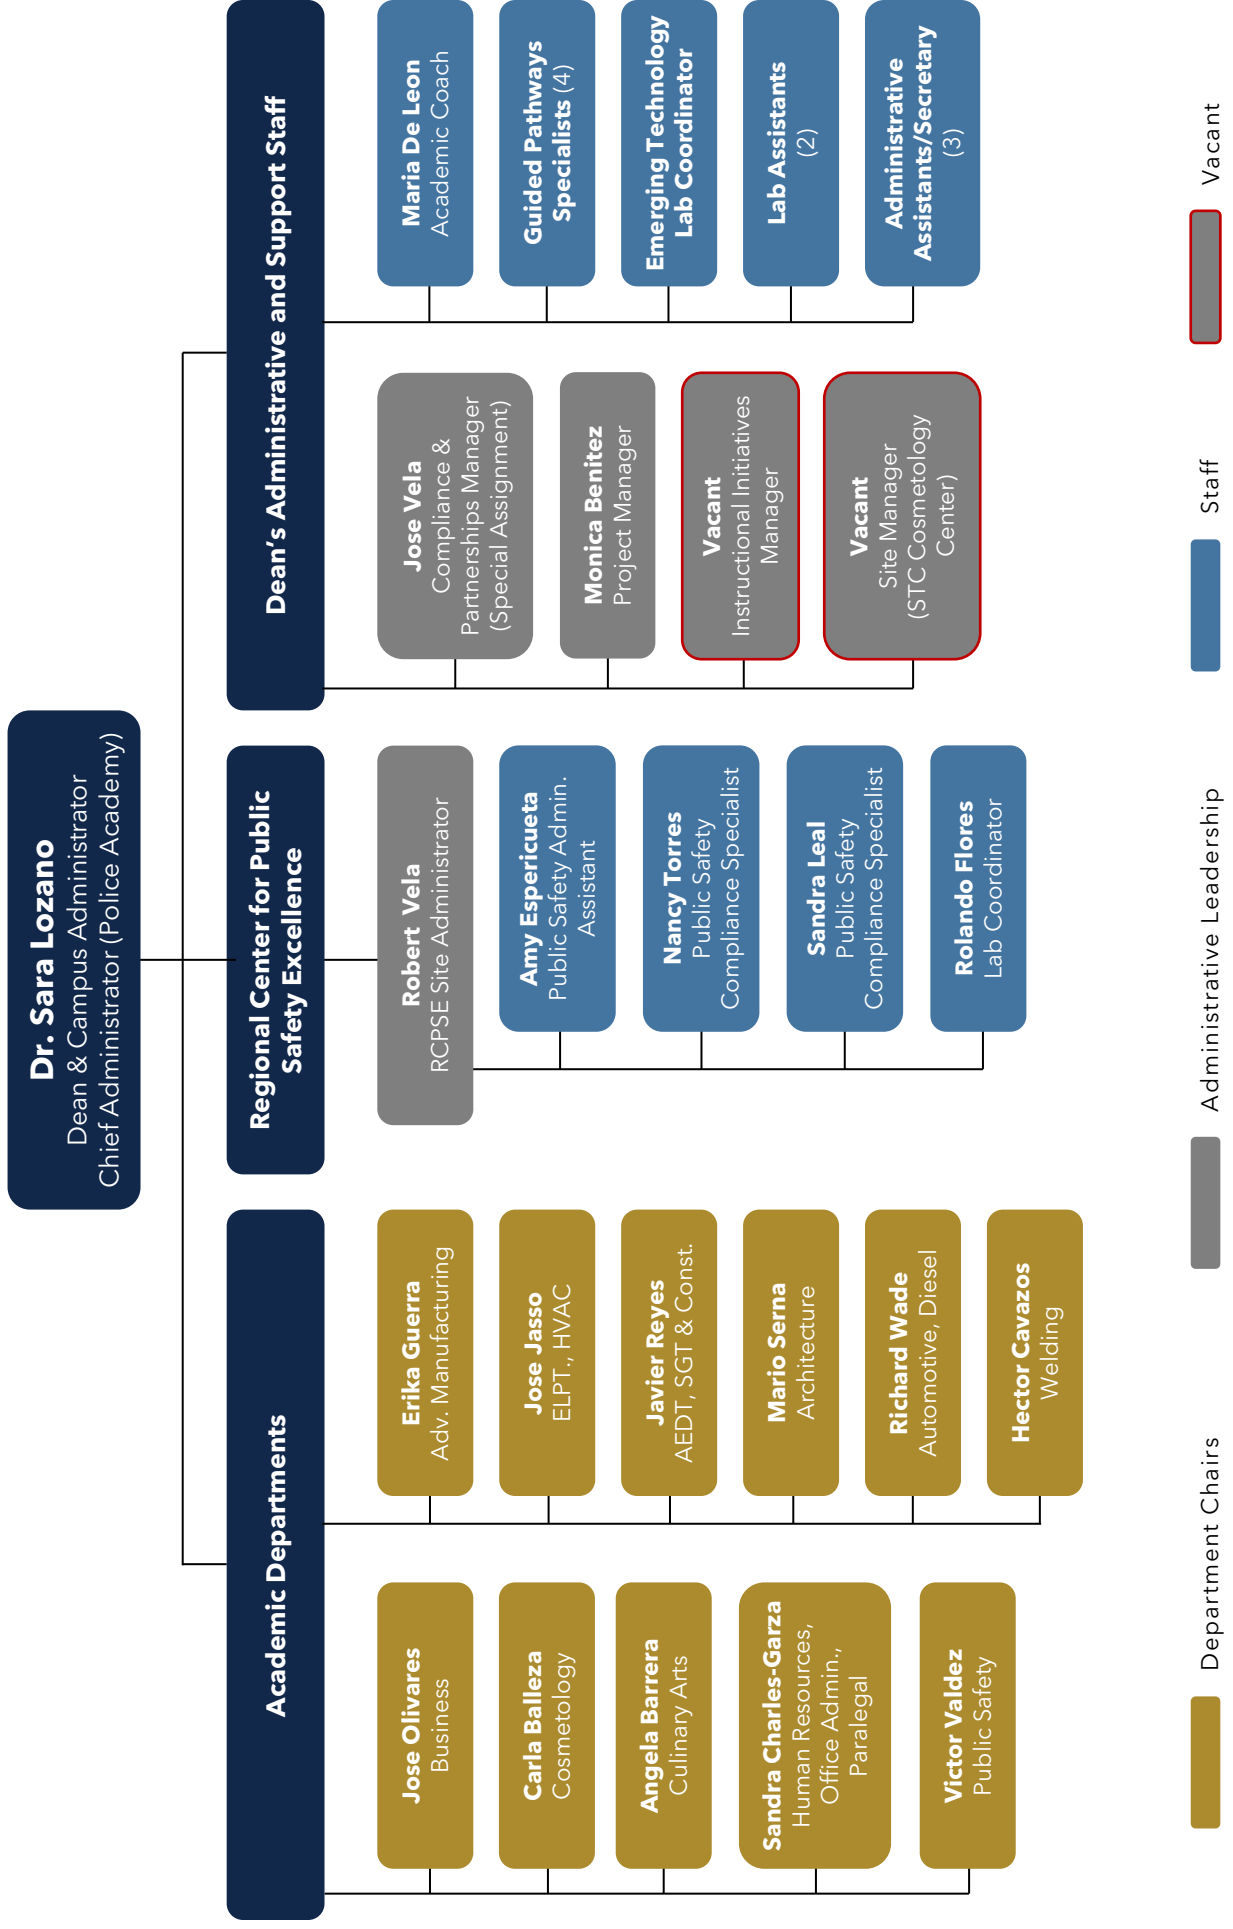 Dr. Sara Lozano
Dean & Campus Administrator
Chief Administrator (Police Academy)
Academic Departments
Jose Olivares
Business
Carla Balleza
Cosmetology
Angela Barrera
Culinary Arts
Sandra Charles-Garza
Human Resources,
Office Admin.,
Paralegal
Victor Valdez
Public Safety
Erika Guerra
Adv. Manufacturing
Jose Jasso
ELPT., HVAC
Javier Reyes
AEDT, SGT & Const.
Mario Serna
Architecture
Richard Wade
Automotive, Diesel
Hector Cavazos
Welding
Regional Center for Public
Safety Excellence
Robert Vela
RCPSE Site Administrator
Amy Espericueta
Public Safety Admin.
Assistant
Nancy Torres
Public Safety
Compliance Specialist
Sandra Leal
Public Safety
Compliance Specialist
Rolando Flores
Lab Coordinator
Dean’s Administrative and Support Staff
Jose Vela
Compliance &
Partnerships Manager
(Special Assignment)
Monica Benitez
Project Manager
Vacant
Instructional Initiatives
Manager
Vacant
Site Manager
(STC Cosmetology
Center)
Maria De Leon
Academic Coach
Guided Pathways
Specialists (4)
Emerging Technology
Lab Coordinator
Lab Assistants
(2)
Administrative
Assistants/Secretary
(3)
Department Chairs
Administrative Leadership
Staff
Vacant